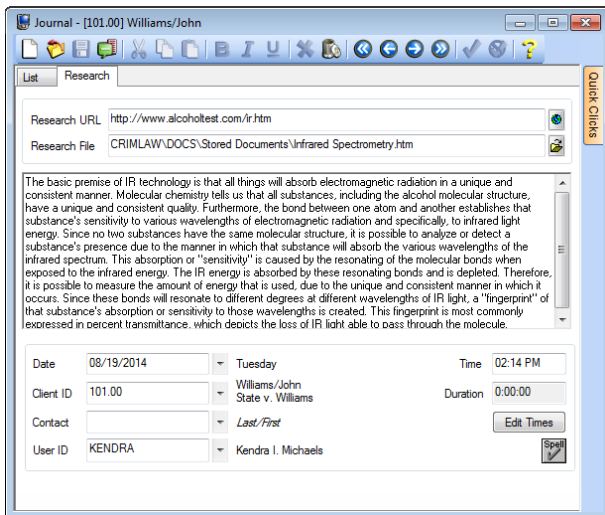 Journal - [101.00] Williams/John
B I U
?
List Research
Quick Clicks
Research URL http://www.alcoholtest.com/ir.htm
Research File CRIMLAW\DOCS\Stored Documents\Infrared Spectrometry.htm
The basic premise of IR technology is that all things will absorb electromagnetic radiation in a unique and
consistent manner. Molecular chemistry tells us that all substances, including the alcohol molecular structure,
have a unique and consistent quality. Furthermore, the bond between one atom and another establishes that
substance's sensitivity to various wavelengths of electromagnetic radiation and specifically, to infrared light
energy. Since no two substances have the same molecular structure, it is possible to analyze or detect a
substance's presence due to the manner in which that substance will absorb the various wavelengths of the
infrared spectrum. This absorption or "sensitivity" is caused by the resonating of the molecular bonds when
exposed to the infrared energy. The IR energy is absorbed by these resonating bonds and is depleted. Therefore,
it is possible to measure the amount of energy that is used, due to the unique and consistent manner in which it
occurs. Since these bonds will resonate to different degrees at different wavelengths of IR light, a "fingerprint" of
that substance's absorption or sensitivity to those wavelengths is created. This fingerprint is most commonly
expressed in percent transmittance, which depicts the loss of IR light able to pass through the molecule.
Date 08/19/2014 Tuesday Time 02:14 PM
Client ID 101.00 Williams/John
State v. Williams
Duration 0:00:00
Contact Last/First Edit Times
User ID KENDRA Kendra I. Michaels Spell